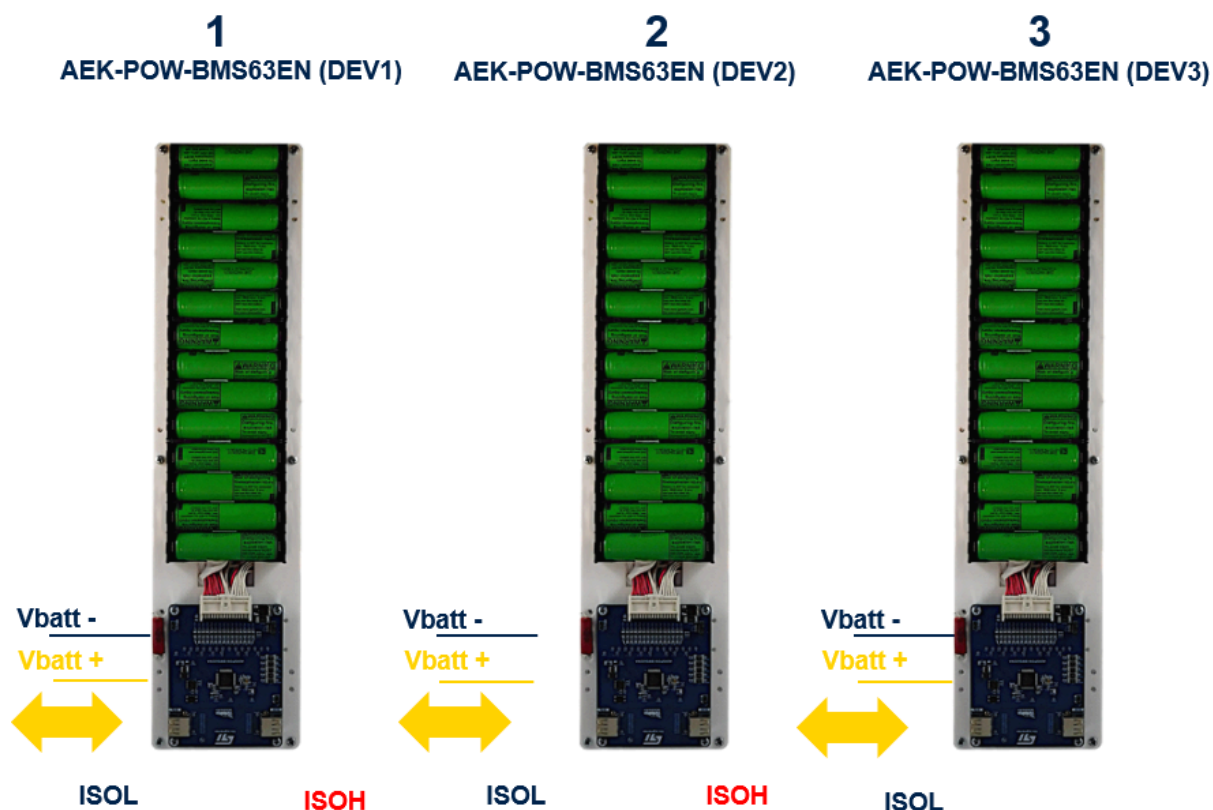 1
AEK-POW-BMS63EN (DEV1)
2
AEK-POW-BMS63EN (DEV2)
3
AEK-POW-BMS63EN (DEV3)
Vbatt -
Vbatt +
Vbatt -
Vbatt +
Vbatt -
Vbatt +
ISOL
ISOH
ISOL
ISOH
ISOL